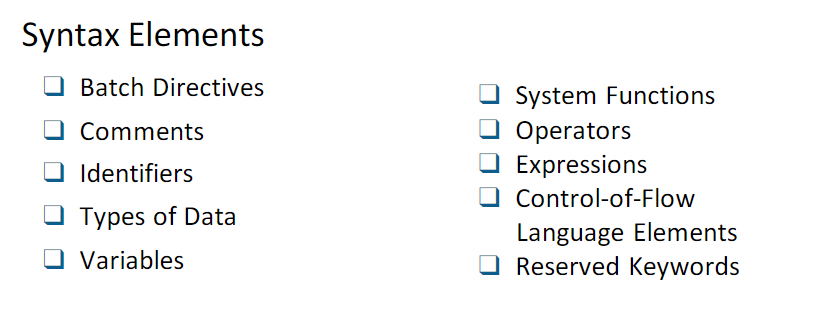 Syntax Elements
Batch Directives
Comments
Identifiers
Types of Data
Variables
System Functions
Operators
Expressions
Control-of-Flow
Language Elements
Reserved Keywords